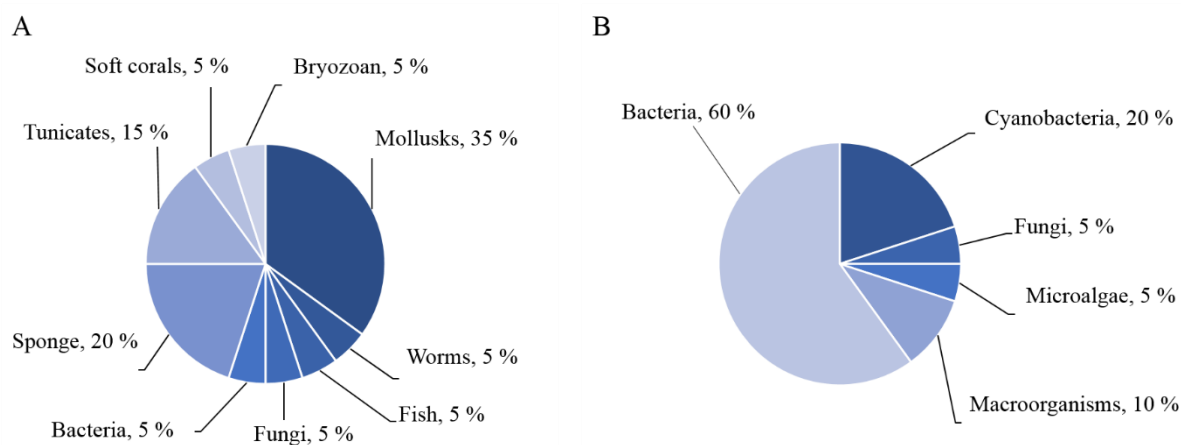 A
Soft corals, 5 %
Bryozoan, 5 %
Tunicates, 15 %
Mollusks, 35 %
Sponge, 20 %
Worms, 5 %
Bacteria, 5 %
Fungi, 5 %
Fish, 5 %
B
Bacteria, 60 %
Cyanobacteria, 20 %
Fungi, 5 %
Microalgae, 5 %
Macroorganisms, 10 %